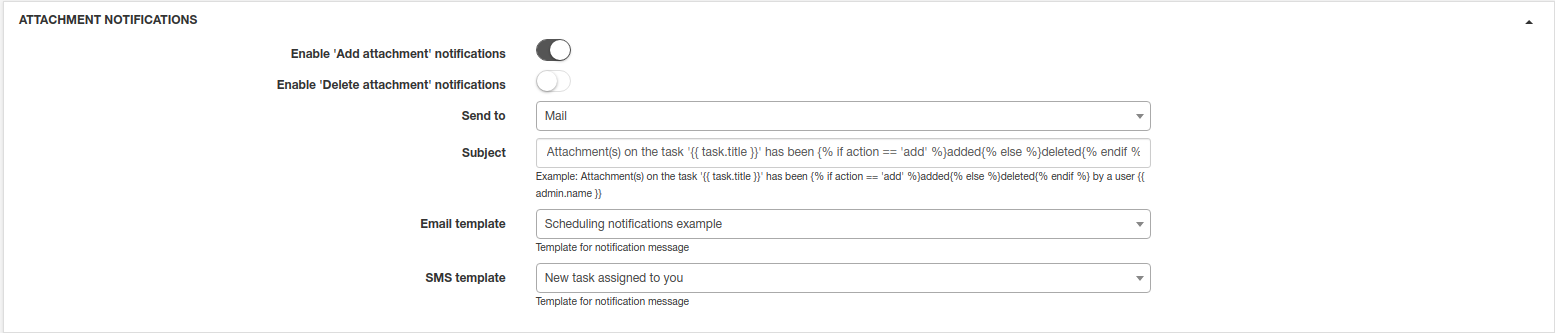 ATTACHMENT NOTIFICATIONS
Enable 'Add attachment' notifications
Enable 'Delete attachment' notifications
Send to
Mail
Subject
Attachment(s) on the task '{{ task.title }}' has been {% if action == 'add' %}added{% else %}deleted{% endif %
Example: Attachment(s) on the task '{{ task.title }}' has been {% if action == 'add' %}added{% else %}deleted{% endif %} by a user {{
admin.name }}
Email template
Scheduling notifications example
Template for notification message
SMS template
New task assigned to you
Template for notification message